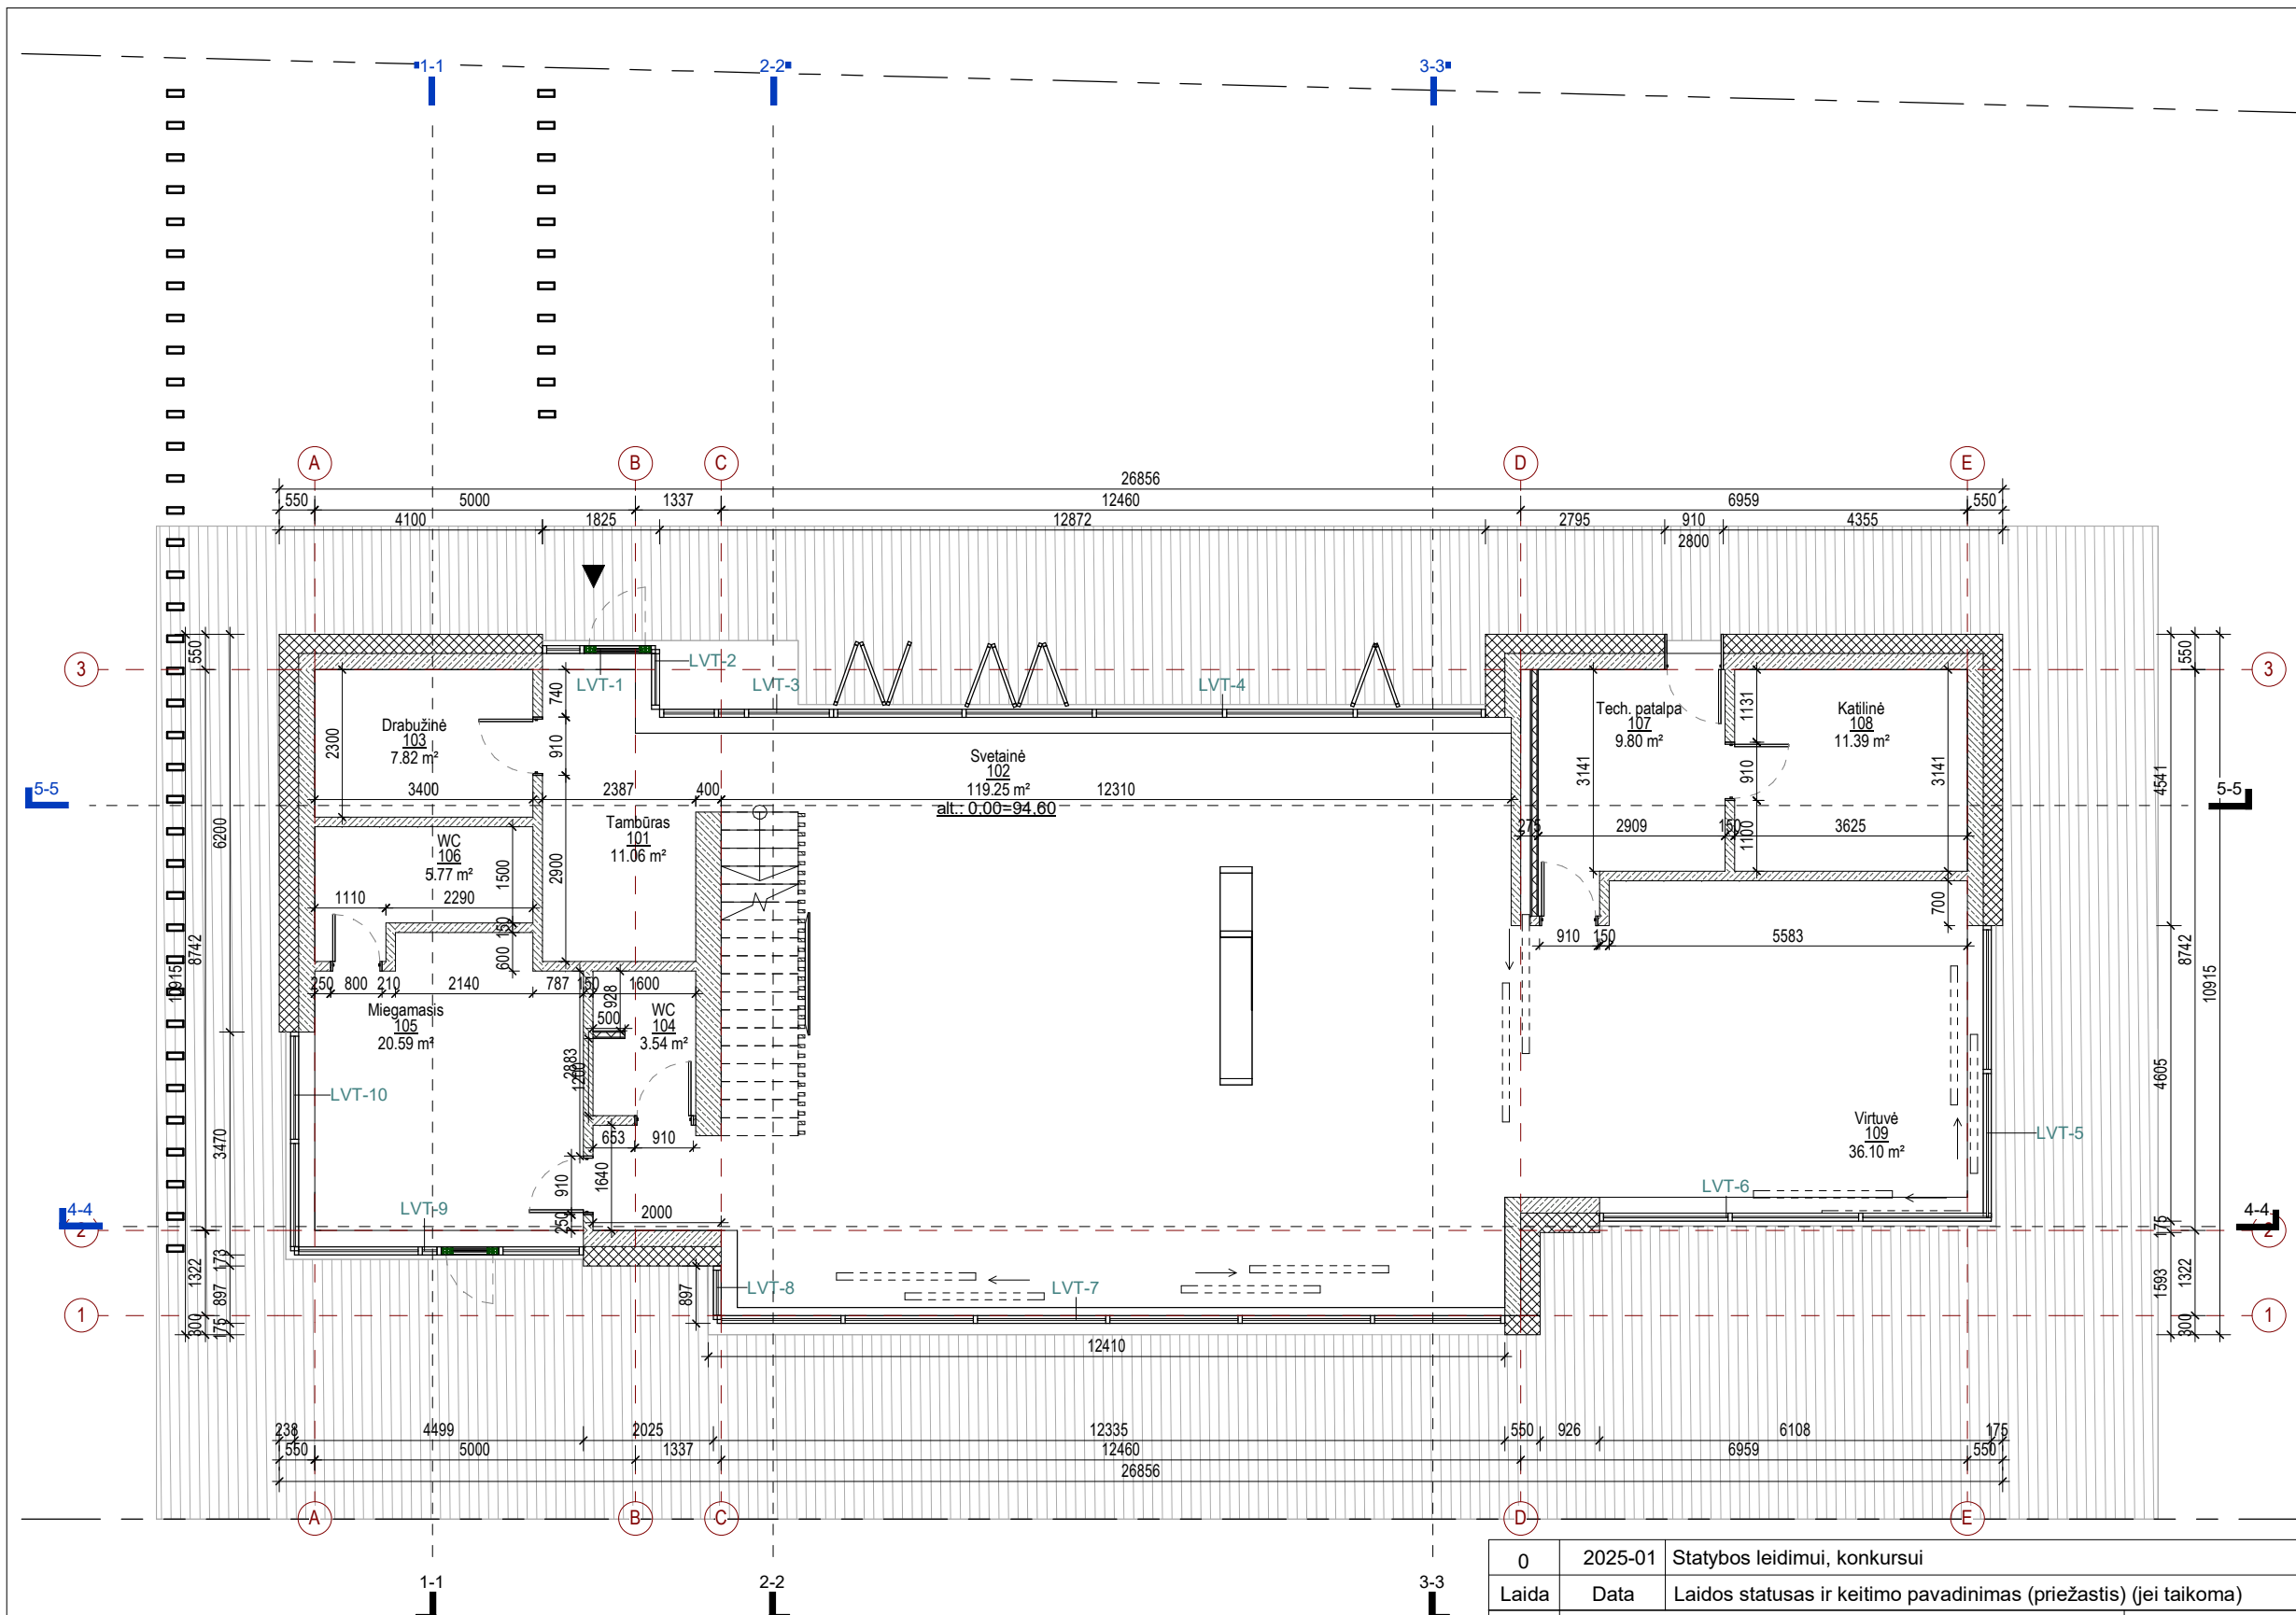 1-1
2-2
3-3
A
B
C
D
E
26856
550
5000
1337
12460
6959
550
4100
1825
12872
2795
910
4355
2800
3
LVT-1
LVT-2
LVT-3
LVT-4
3
550
740
910
2300
Drabužinė
103
7.82 m²
3400
2387
400
12310
Svetainė
102
119.25 m²
alt.: 0,00=94,60
Tech. patalpa
107
9.80 m²
1131
910
1100
Katilinė
108
11.39 m²
3141
3141
4541
550
5-5
5-5
Tambūras
101
11.06 m²
2900
WC
106
5.77 m²
1500
150
600
1110
2290
275
2909
150
3625
700
910
150
5583
6200
8742
10915
250
800
210
2140
787
150
1600
928
500
Miegamasis
105
20.59 m²
WC
104
3.54 m²
2883
1200
LVT-10
3470
653
910
1640
910
250
2000
Virtuvė
109
36.10 m²
LVT-5
LVT-6
4605
8742
10915
4-4
2
LVT-9
4-4
2
175
1322
1593
300
1322
173
897
300
175
897
LVT-8
LVT-7
1
1
12410
238
4499
2025
12335
550
926
6108
175
550
5000
1337
12460
6959
550
26856
A
B
C
D
E
1-1
2-2
3-3
0 2025-01 Statybos leidimui, konkursui
Laida Data Laidos statusas ir keitimo pavadinimas (priežastis) (jei taikoma)